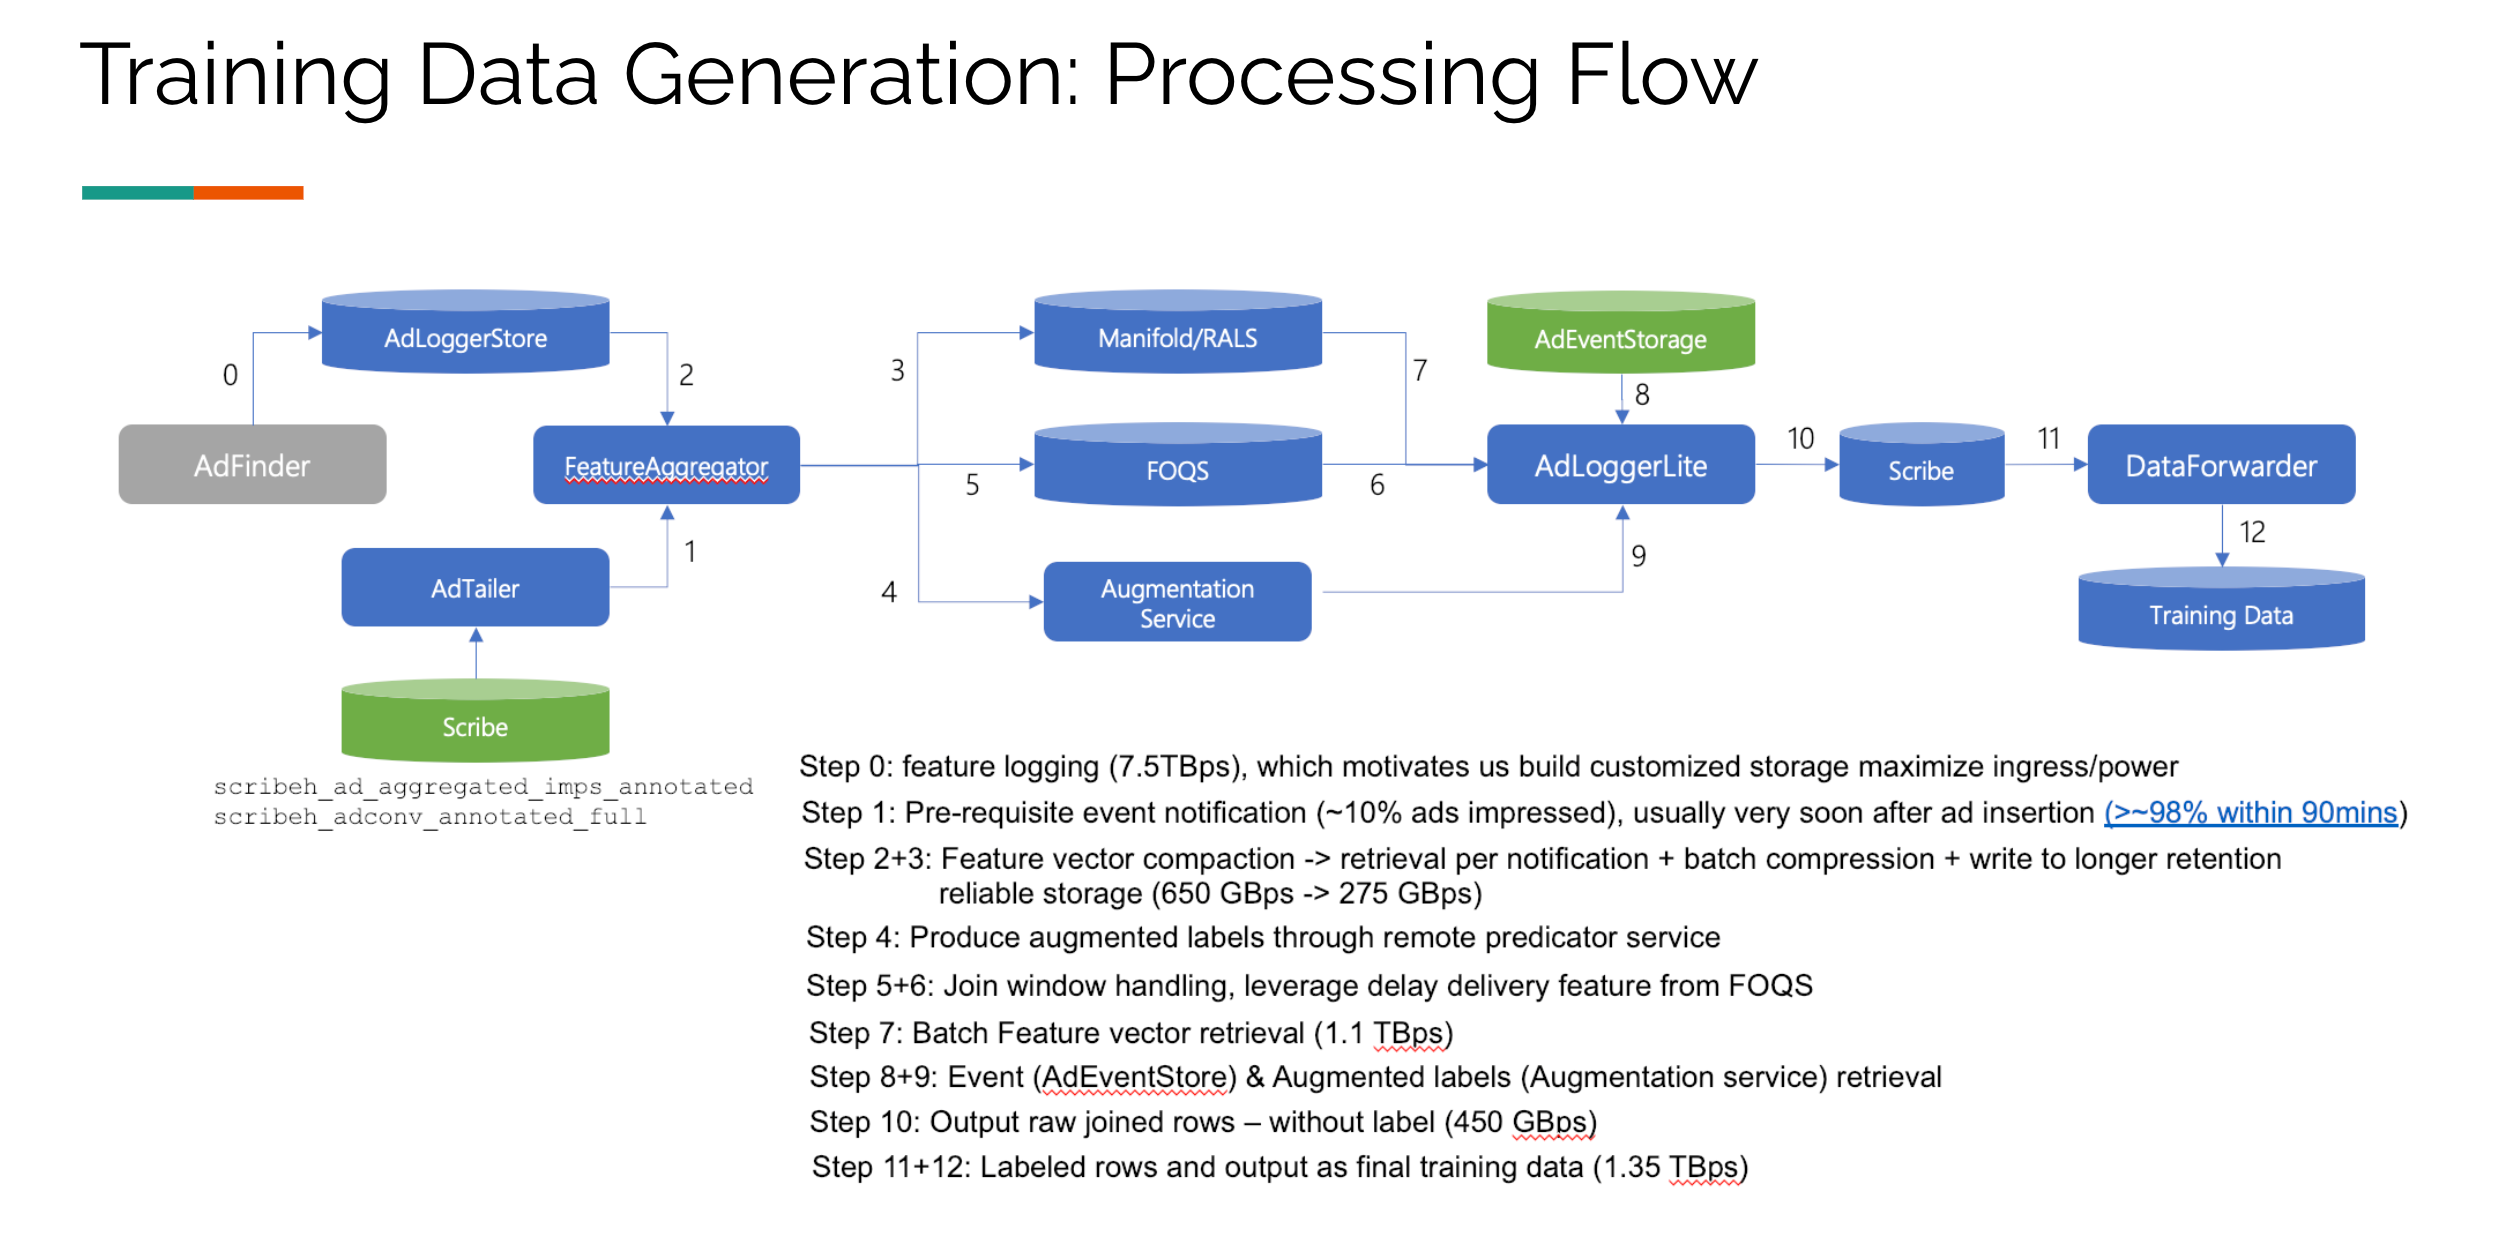 Training Data Generation: Processing Flow
AdLoggerStore
Manifold/RALS
AdEventStorage
0
2
3
7
8
AdFinder
FeatureAggregator
5
FOQS
6
AdLoggerLite
10
Scribe
11
DataForwarder
1
4
9
12
AdTailer
Augmentation
Service
Training Data
Scribe
scribeh_ad_aggregated_imps_annotated
scribeh_adconv_annotated_full
Step 0: feature logging (7.5TBps), which motivates us build customized storage maximize ingress/power
Step 1: Pre-requisite event notification (~10% ads impressed), usually very soon after ad insertion (>~98% within 90mins)
Step 2+3: Feature vector compaction -> retrieval per notification + batch compression + write to longer retention
reliable storage (650 GBps -> 275 GBps)
Step 4: Produce augmented labels through remote predicator service
Step 5+6: Join window handling, leverage delay delivery feature from FOQS
Step 7: Batch Feature vector retrieval (1.1 TBps)
Step 8+9: Event (AdEventStore) & Augmented labels (Augmentation service) retrieval
Step 10: Output raw joined rows – without label (450 GBps)
Step 11+12: Labeled rows and output as final training data (1.35 TBps)